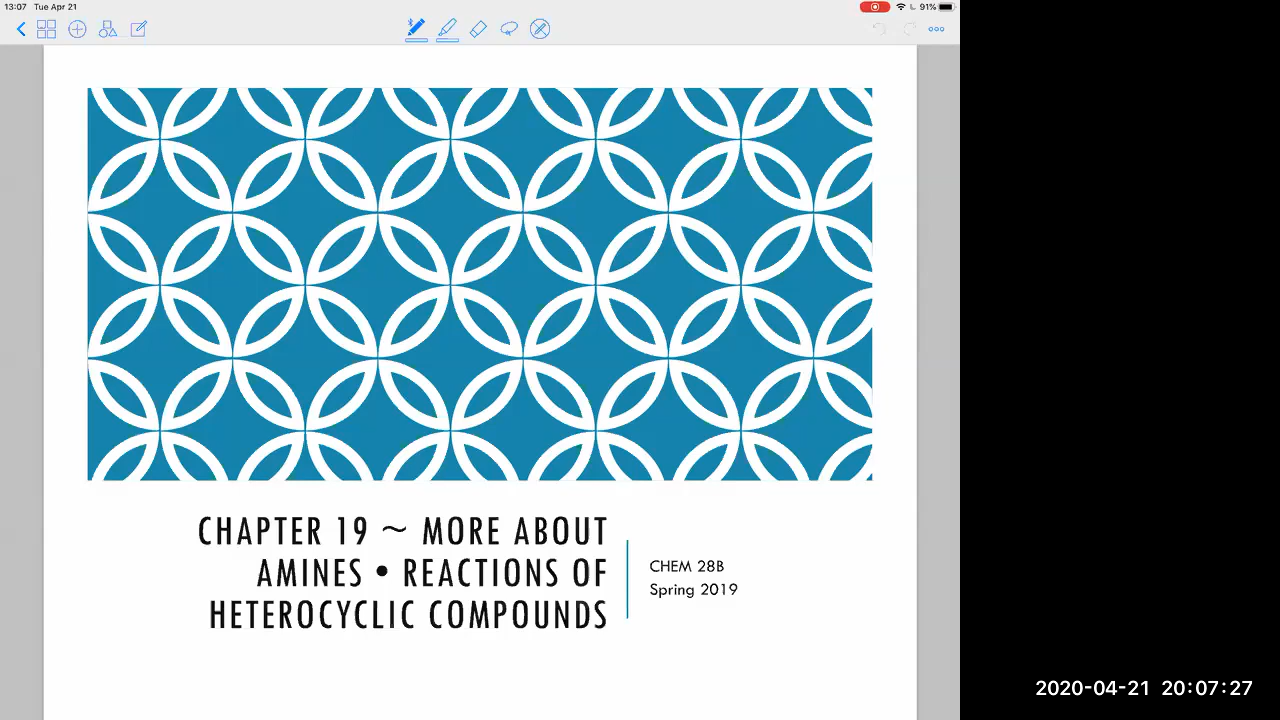 13:07 Tue Apr 21
91%
CHAPTER 19 ~ MORE ABOUT
AMINES • REACTIONS OF
HETEROCYCLIC COMPOUNDS
CHEM 28B
Spring 2019
2020-04-21 20:07:27